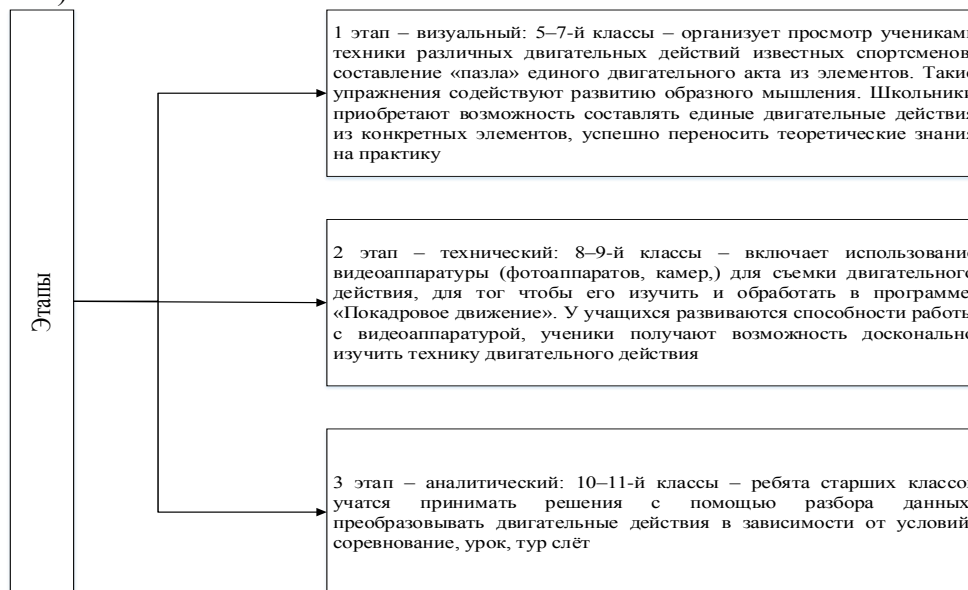 Этапы
1 этап – визуальный: 5–7-й классы – организует просмотр учениками
техники различных двигательных действий известных спортсменов
составление «пазла» единого двигательного акта из элементов. Такие
упражнения содействуют развитию образного мышления. Школьники
приобретают возможность составлять единые двигательные действия
из конкретных элементов, успешно переносить теоретические знания
на практику
2 этап – технический: 8–9-й классы – включает использование
видеоаппаратуры (фотоаппаратов, камер,) для съемки двигательного
действия, для тог чтобы его изучить и обработать в программе
«Покадровое движение». У учащихся развиваются способности работы
с видеоаппаратурой, ученики получают возможность досконально
изучить технику двигательного действия
3 этап – аналитический: 10–11-й классы – ребята старших классов
учатся принимать решения с помощью разбора данных
преобразовывать двигательные действия в зависимости от условий
соревнование, урок, тур слёт